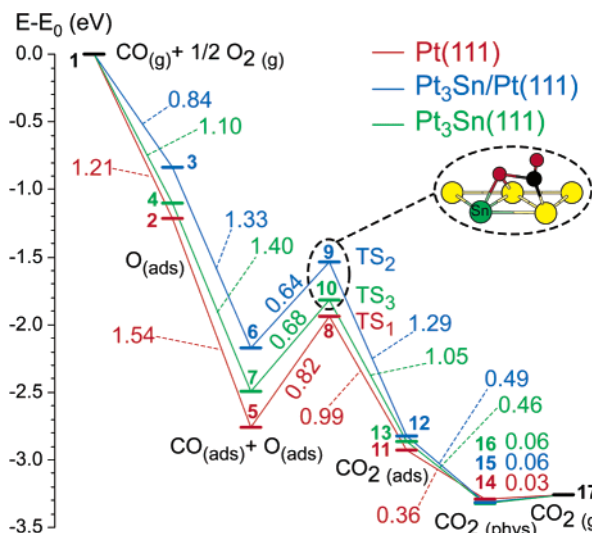 E-E0 (eV)
0.0
-0.5
-1.0
-1.5
-2.0
-2.5
-3.0
-3.5
1
CO(g)+ 1/2 O2 (g)
Pt(111)
Pt3Sn/Pt(111)
Pt3Sn(111)
0.84
1.10
1.21
3
4
2
O(ads)
1.33
1.40
1.54
Sn
9
TS2
10
TS3
8
TS1
6
7
5
0.64
0.68
0.82
CO(ads)+ O(ads)
1.29
1.05
0.99
12
13
11
CO2 (ads)
0.49
0.46
0.36
16 0.06
15 0.06
14 0.03
17
CO2 (phys)
CO2 (g